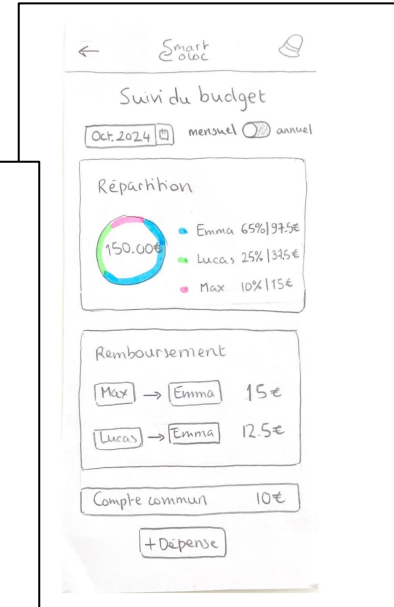 ←
Smart
Coloc
Suivi du budget
Oct. 2024 mensuel annuel
Répartition
150.00€
Emma 65%|97.5€
Lucas 25%|37.5€
Max 10%|15€
Remboursement
Max → Emma 15€
Lucas → Emma 12.5€
Compte commun 10€
+Dépense